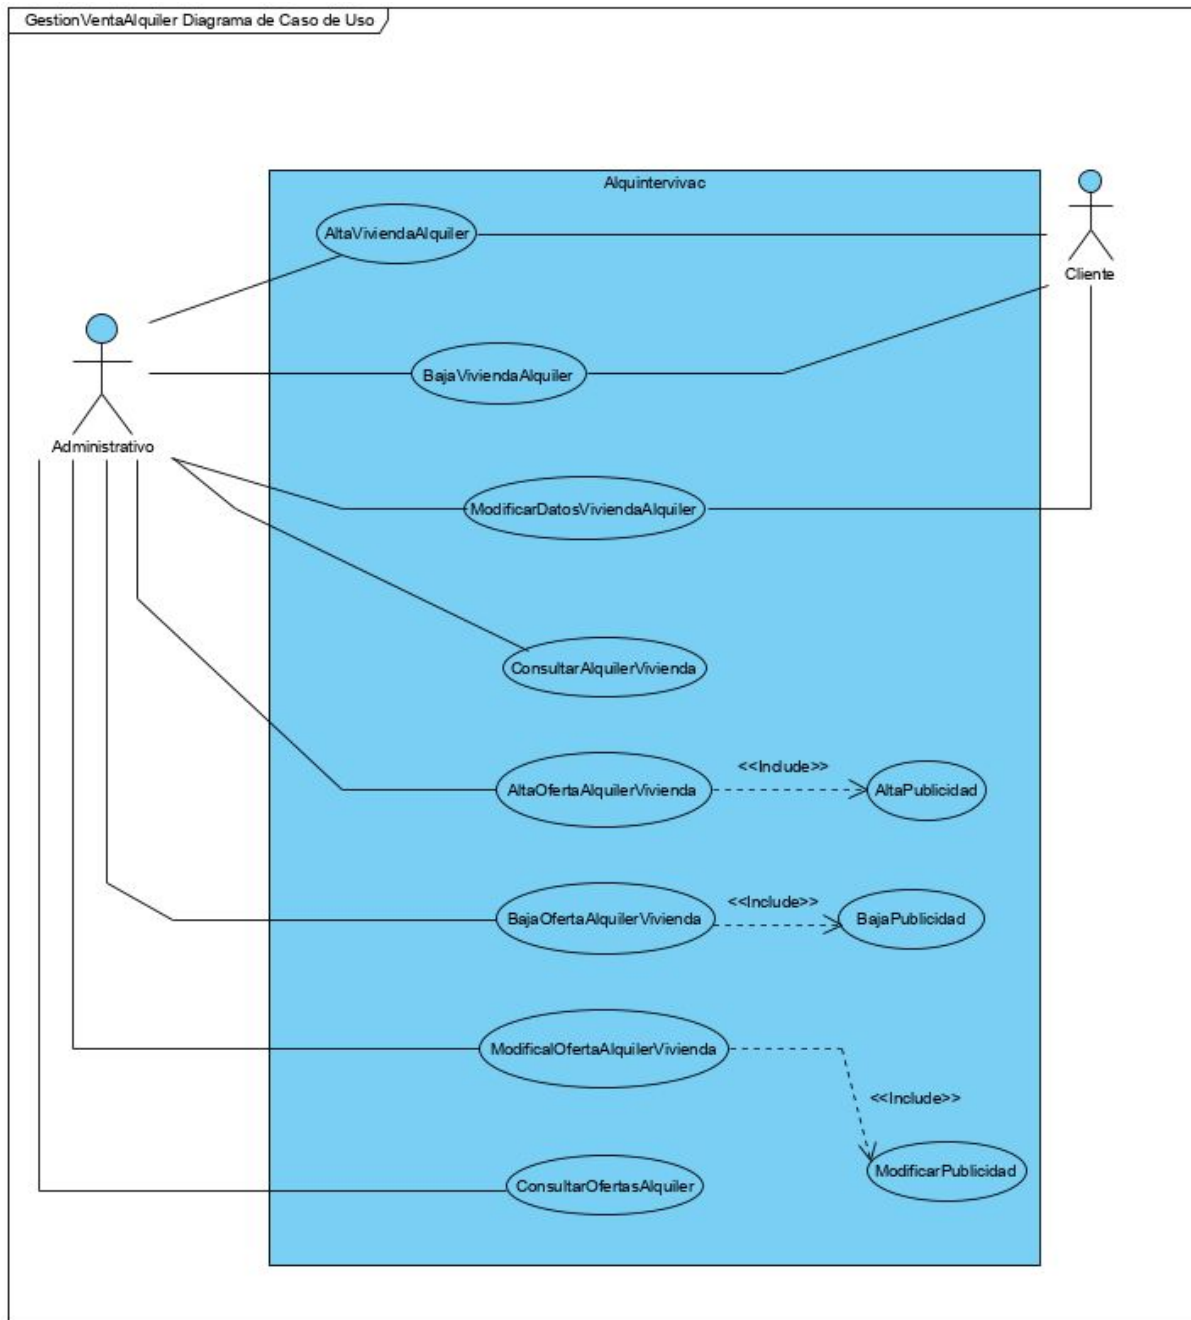 GestionVentaAlquiler Diagrama de Caso de Uso
Alquintervivac
AltaViviendaAlquiler
Cliente
BajaViviendaAlquiler
Administrativo
ModificarDatosViviendaAlquiler
ConsultarAlquilerVivienda
<<Include>>
AltaOfertaAlquilerVivienda
AltaPublicidad
<<Include>>
BajaOfertaAlquilerVivienda
BajaPublicidad
ModificalOfertaAlquilerVivienda
<<Include>>
ModificarPublicidad
ConsultarOfertasAlquiler